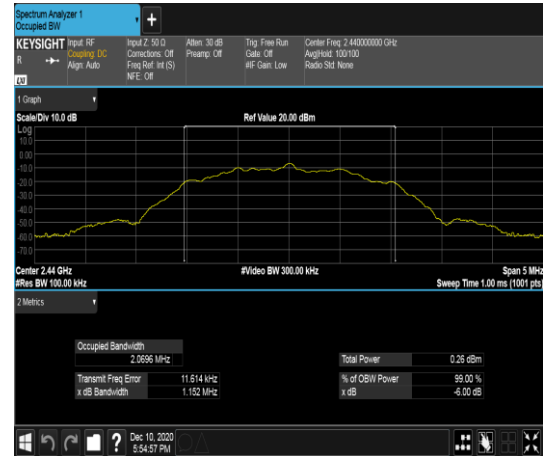 Spectrum Analyzer 1
Occupied BW
+
KEYSIGHT Input: RF Input Z: 50 Ω Atten: 30 dB Trig: Free Run Center Freq: 2.440000000 GHz
R Coupling: DC Corrections: Off Preamp: Off Gate: Off Avg|Hold: 100/100
Align: Auto Freq Ref: Int (S) #IF Gain: Low Radio Std: None
LXI NFE: Off
1 Graph
Scale/Div 10.0 dB Ref Value 20.00 dBm
Log
10.0
0.00
-10.0
-20.0
-30.0
-40.0
-50.0
-60.0
-70.0
Center 2.44 GHz #Video BW 300.00 kHz Span 5 MHz
#Res BW 100.00 kHz Sweep Time 1.00 ms (1001 pts)
2 Metrics
Occupied Bandwidth
2.0696 MHz Total Power 0.26 dBm
Transmit Freq Error 11.614 kHz % of OBW Power 99.00 %
x dB Bandwidth 1.152 MHz x dB -6.00 dB
? Dec 10, 2020
5:54:57 PM